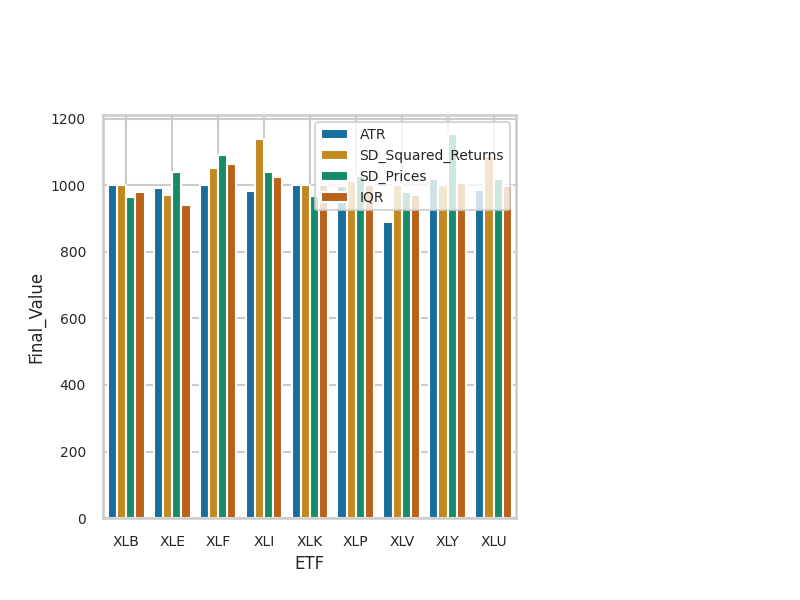 1200
1000
800
600
400
200
0
Final_Value
ATR
SD_Squared_Returns
SD_Prices
IQR
XLB XLE XLF XLI XLK XLP XLV XLY XLU
ETF